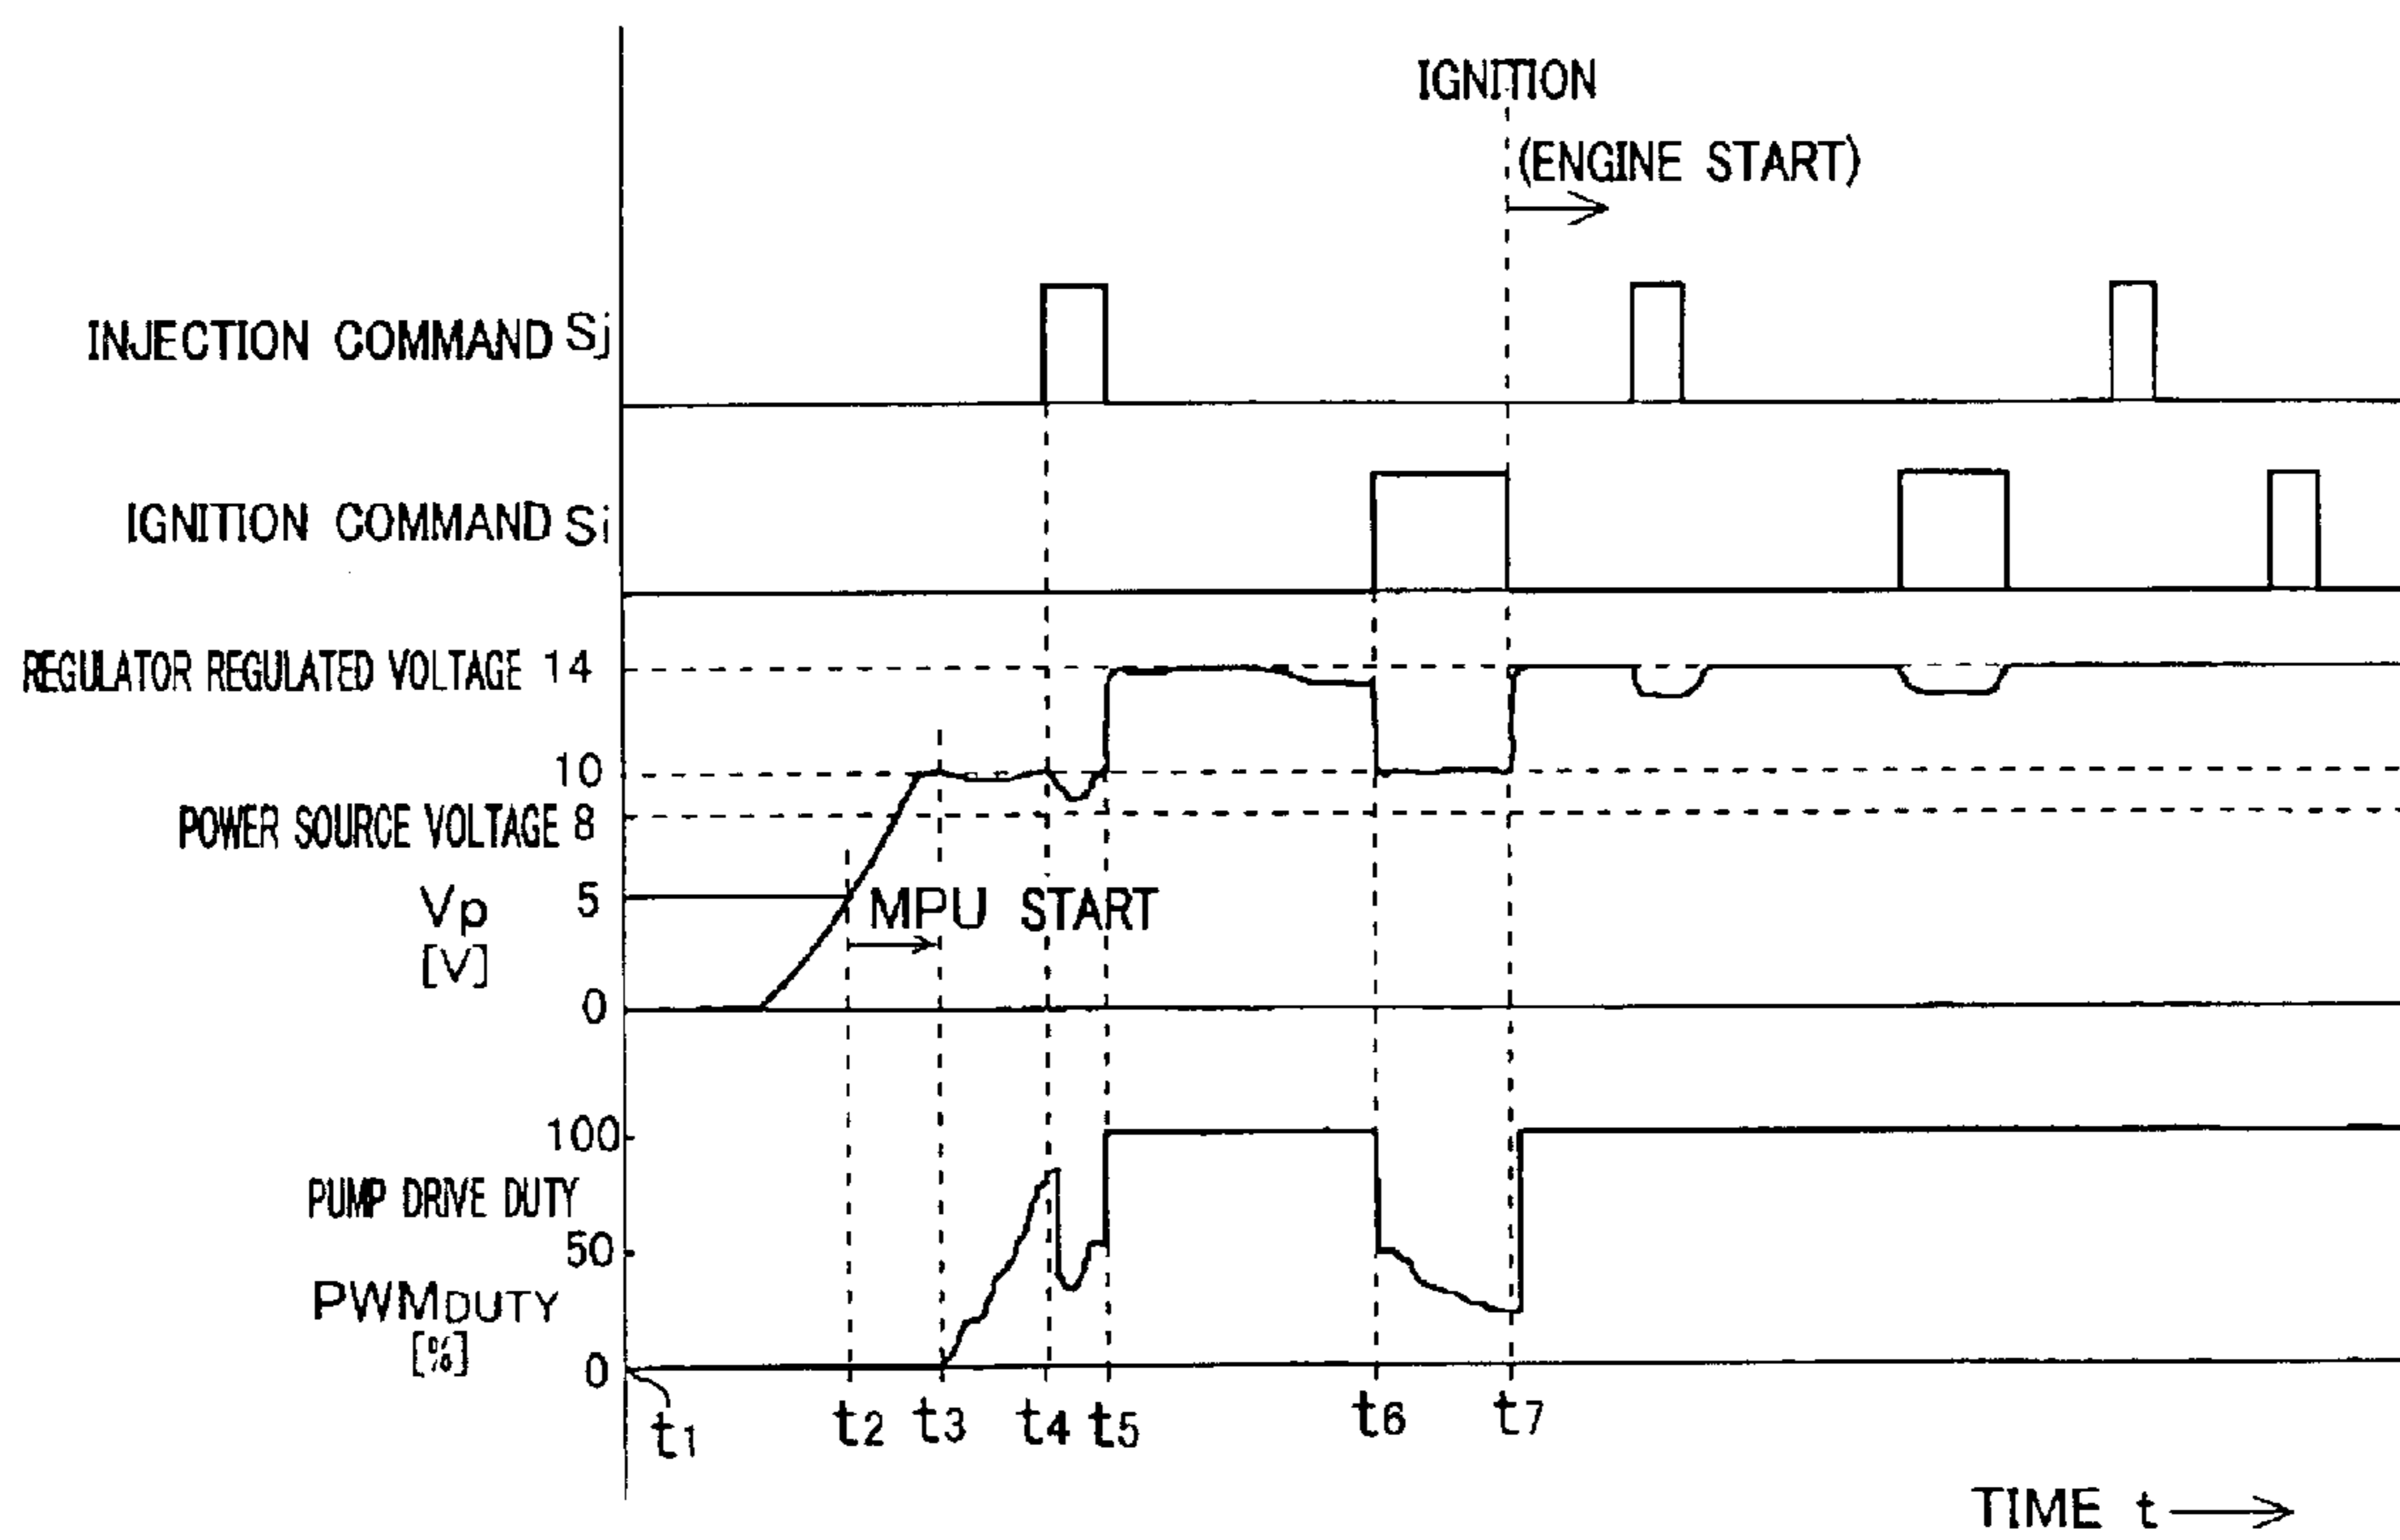 IGNITION
(ENGINE START)
INJECTION COMMAND Sj
IGNITION COMMAND Si
REGULATOR REGULATED VOLTAGE 14
10
POWER SOURCE VOLTAGE 8
Vp 5
MPU START
[V]
0
100
PUMP DRIVE DUTY
50
PWMDUTY
[%]
0
t1 t2 t3 t4 t5 t6 t7
TIME t